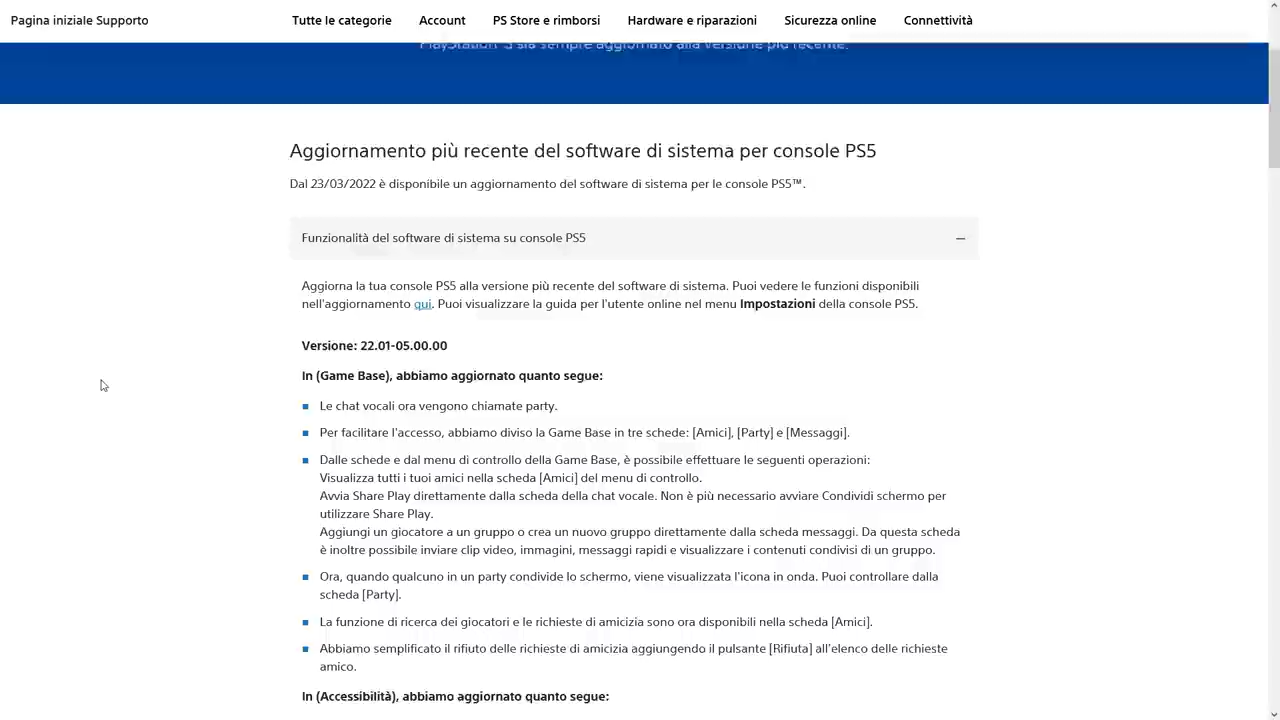 Pagina iniziale Supporto
Tutte le categorie
Account
PS Store e rimborsi
Hardware e riparazioni
Sicurezza online
Connettività
PlayStation 5 sia sempre aggiornato alla versione più recente.
Aggiornamento più recente del software di sistema per console PS5
Dal 23/03/2022 è disponibile un aggiornamento del software di sistema per le console PS5™.
Funzionalità del software di sistema su console PS5
Aggiorna la tua console PS5 alla versione più recente del software di sistema. Puoi vedere le funzioni disponibili
nell'aggiornamento qui. Puoi visualizzare la guida per l'utente online nel menu Impostazioni della console PS5.
Versione: 22.01-05.00.00
In (Game Base), abbiamo aggiornato quanto segue:
Le chat vocali ora vengono chiamate party.
Per facilitare l'accesso, abbiamo diviso la Game Base in tre schede: [Amici], [Party] e [Messaggi].
Dalle schede e dal menu di controllo della Game Base, è possibile effettuare le seguenti operazioni:
Visualizza tutti i tuoi amici nella scheda [Amici] del menu di controllo.
Avvia Share Play direttamente dalla scheda della chat vocale. Non è più necessario avviare Condividi schermo per
utilizzare Share Play.
Aggiungi un giocatore a un gruppo o crea un nuovo gruppo direttamente dalla scheda messaggi. Da questa scheda
è inoltre possibile inviare clip video, immagini, messaggi rapidi e visualizzare i contenuti condivisi di un gruppo.
Ora, quando qualcuno in un party condivide lo schermo, viene visualizzata l'icona in onda. Puoi controllare dalla
scheda [Party].
La funzione di ricerca dei giocatori e le richieste di amicizia sono ora disponibili nella scheda [Amici].
Abbiamo semplificato il rifiuto delle richieste di amicizia aggiungendo il pulsante [Rifiuta] all'elenco delle richieste
amico.
In (Accessibilità), abbiamo aggiornato quanto segue: